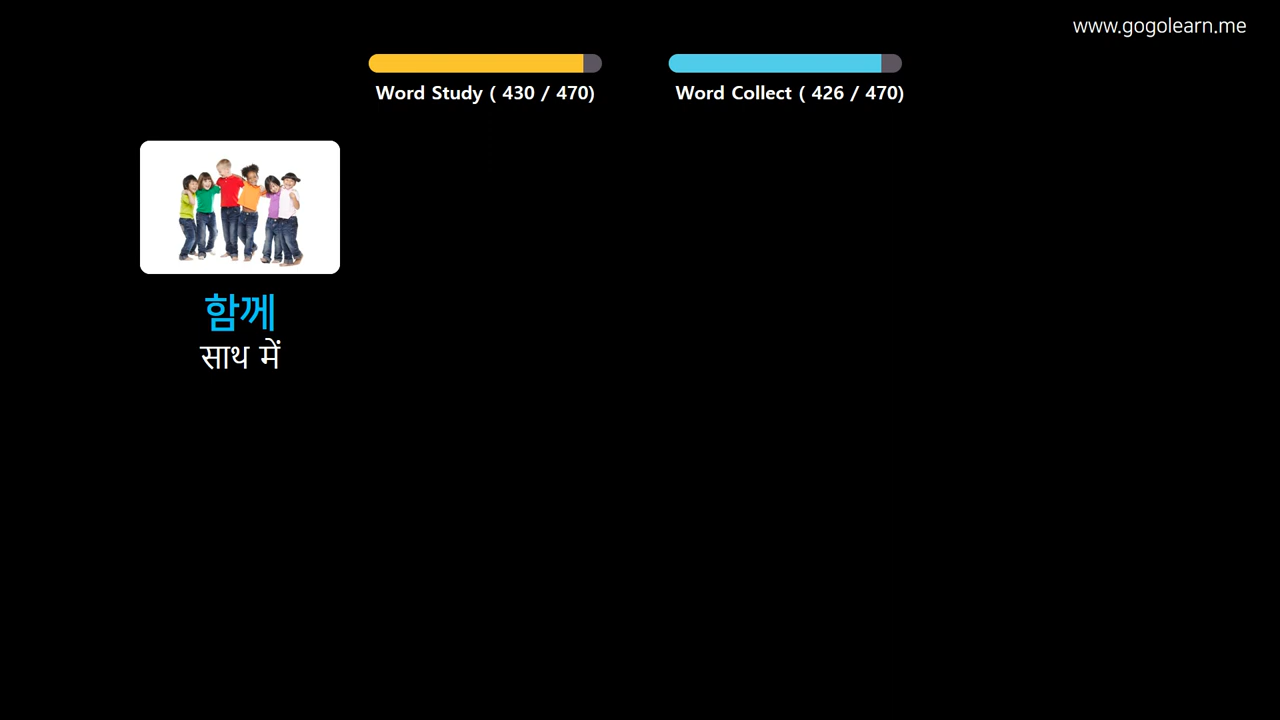 www.gogolearn.me
Word Study ( 430 / 470)
Word Collect ( 426 / 470)
함께
साथ में